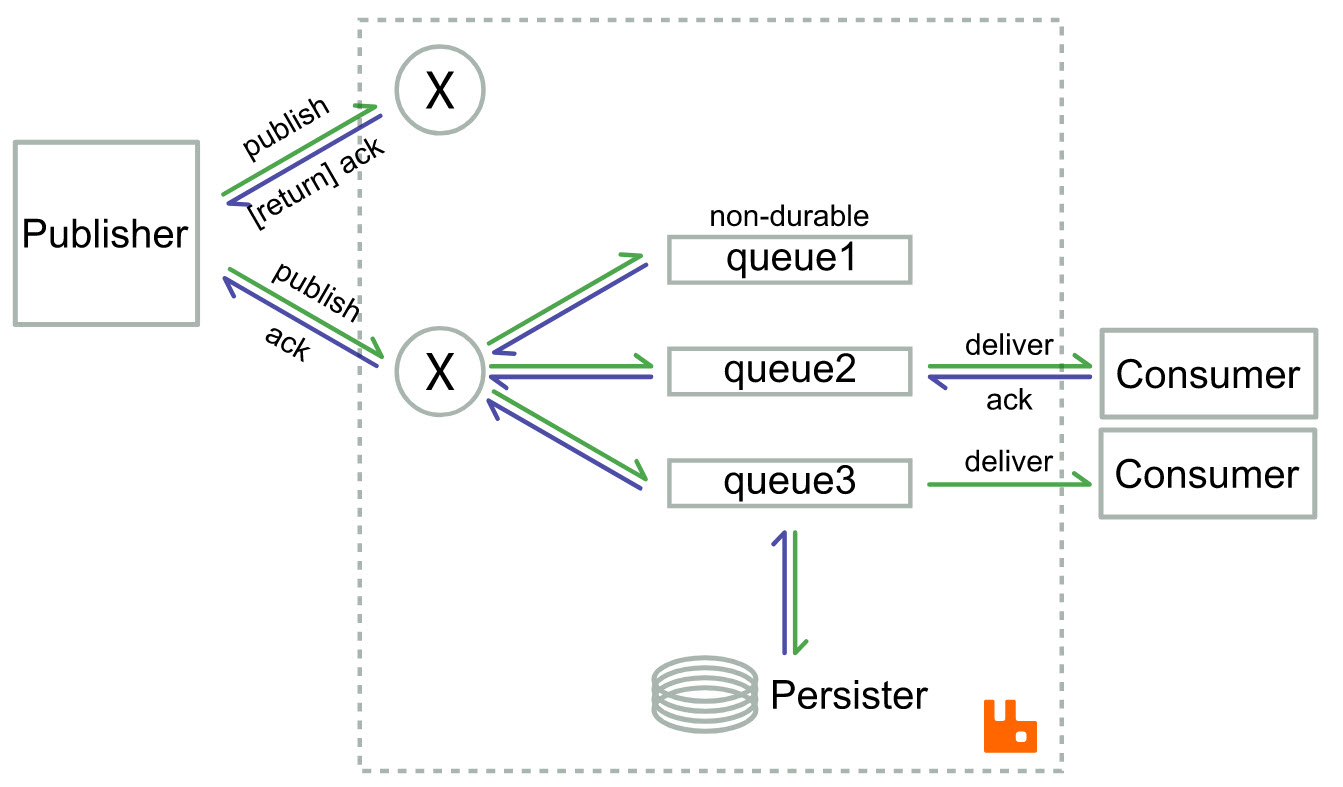 X
publish
[return] ack
Publisher
publish
ack
X
non-durable
queue1
queue2
queue3
deliver
ack
Consumer
deliver
Consumer
Persister